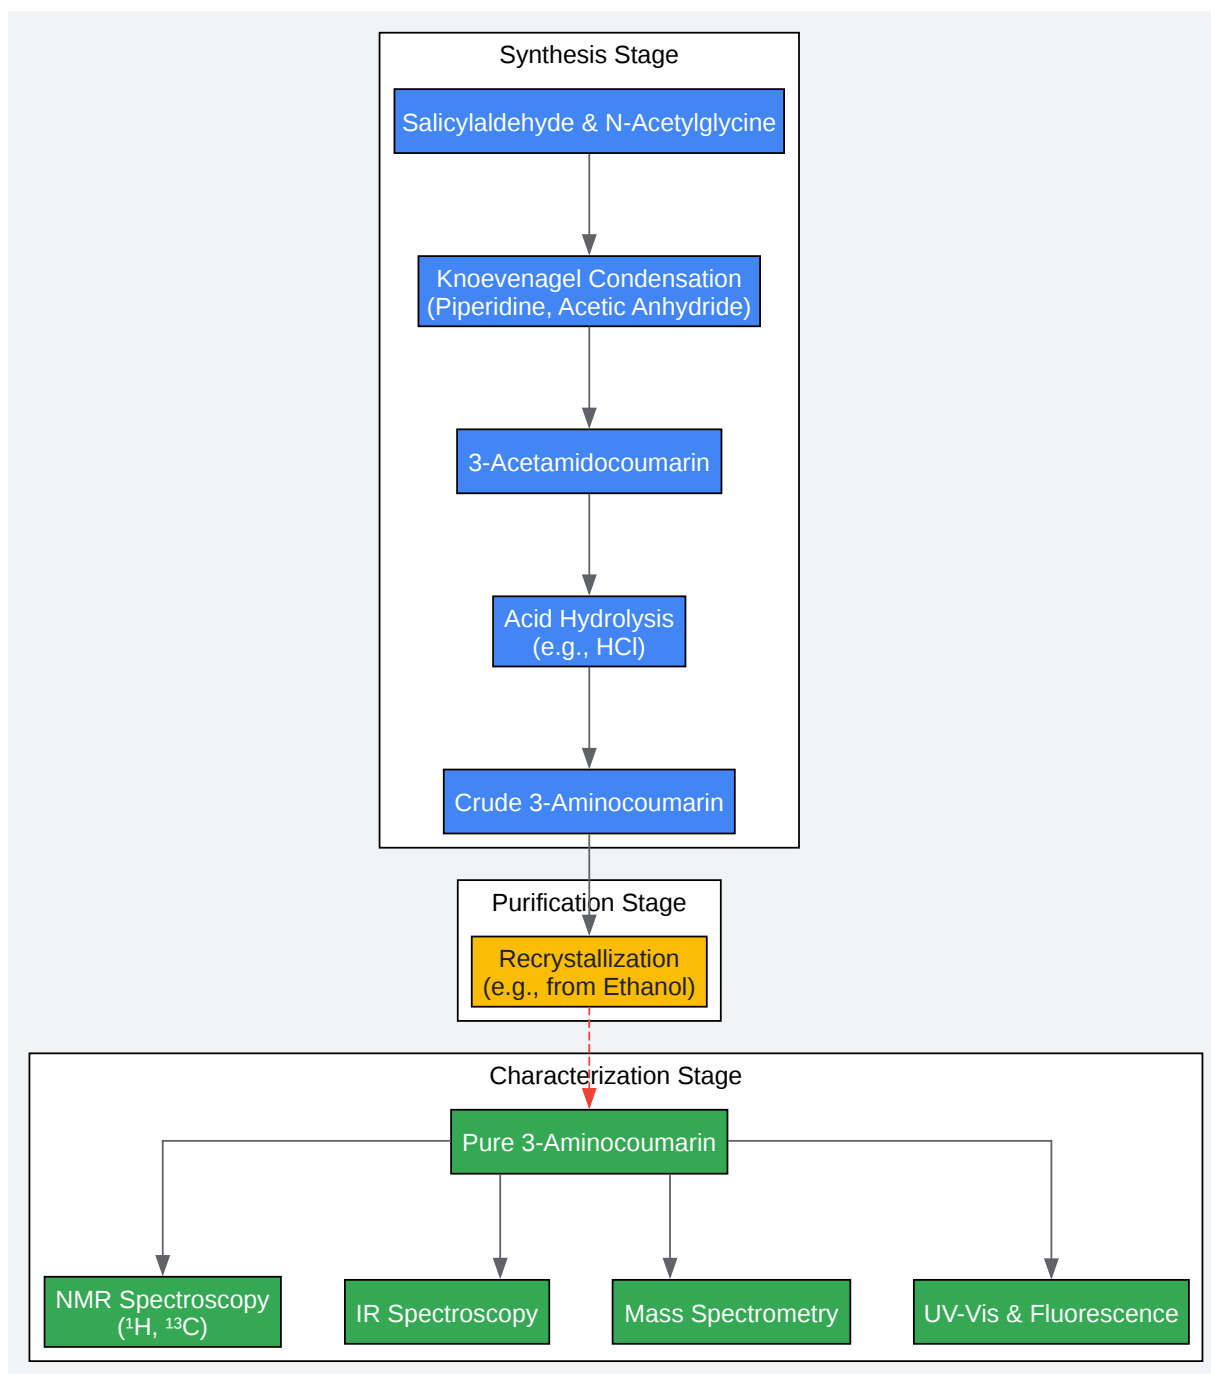 Synthesis Stage
Salicylaldehyde & N-Acetylglycine
Knoevenagel Condensation
(Piperidine, Acetic Anhydride)
3-Acetamidocoumarin
Acid Hydrolysis
(e.g., HCl)
Crude 3-Aminocoumarin
Purification Stage
Recrystallization
(e.g., from Ethanol)
Characterization Stage
Pure 3-Aminocoumarin
NMR Spectroscopy
(¹H, ¹³C)
IR Spectroscopy
Mass Spectrometry
UV-Vis & Fluorescence